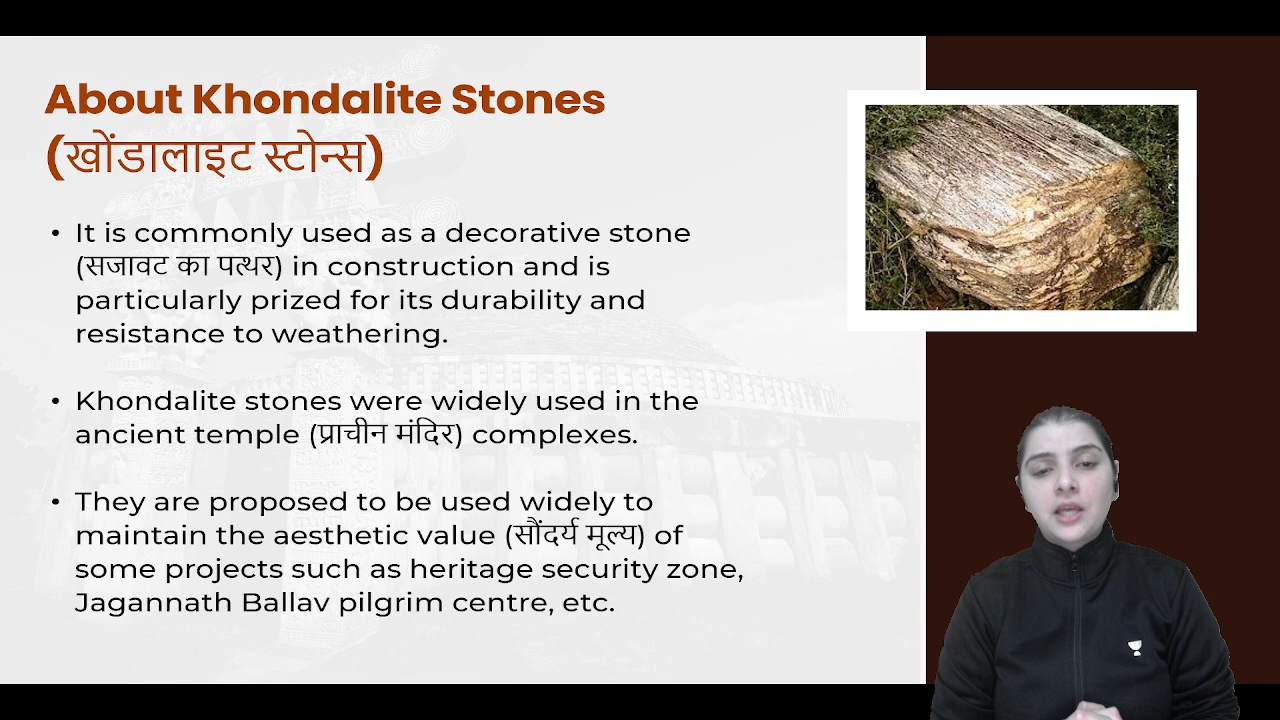 About Khondalite Stones
(खोंडालाइट स्टोन्स)
• It is commonly used as a decorative stone
(सजावट का पत्थर) in construction and is
particularly prized for its durability and
resistance to weathering.
• Khondalite stones were widely used in the
ancient temple (प्राचीन मंदिर) complexes.
• They are proposed to be used widely to
maintain the aesthetic value (सौंदर्य मूल्य) of
some projects such as heritage security zone,
Jagannath Ballav pilgrim centre, etc.